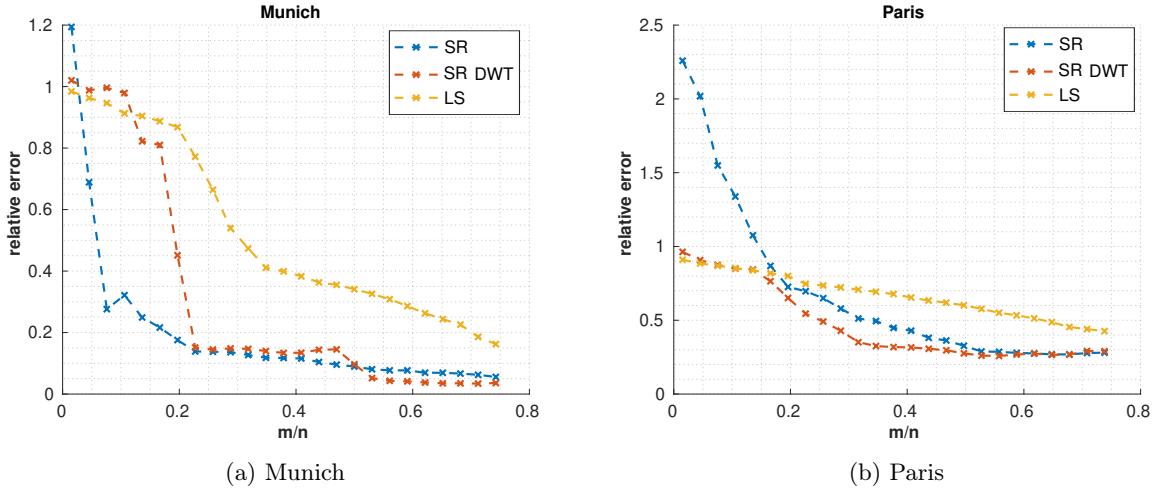 Munich
1.2
1
0.8
0.6
0.4
0.2
0
relative error
0 0.2 0.4 0.6 0.8
m/n
SR
SR DWT
LS
(a) Munich
Paris
2.5
2
1.5
1
0.5
0
relative error
0 0.2 0.4 0.6 0.8
m/n
SR
SR DWT
LS
(b) Paris